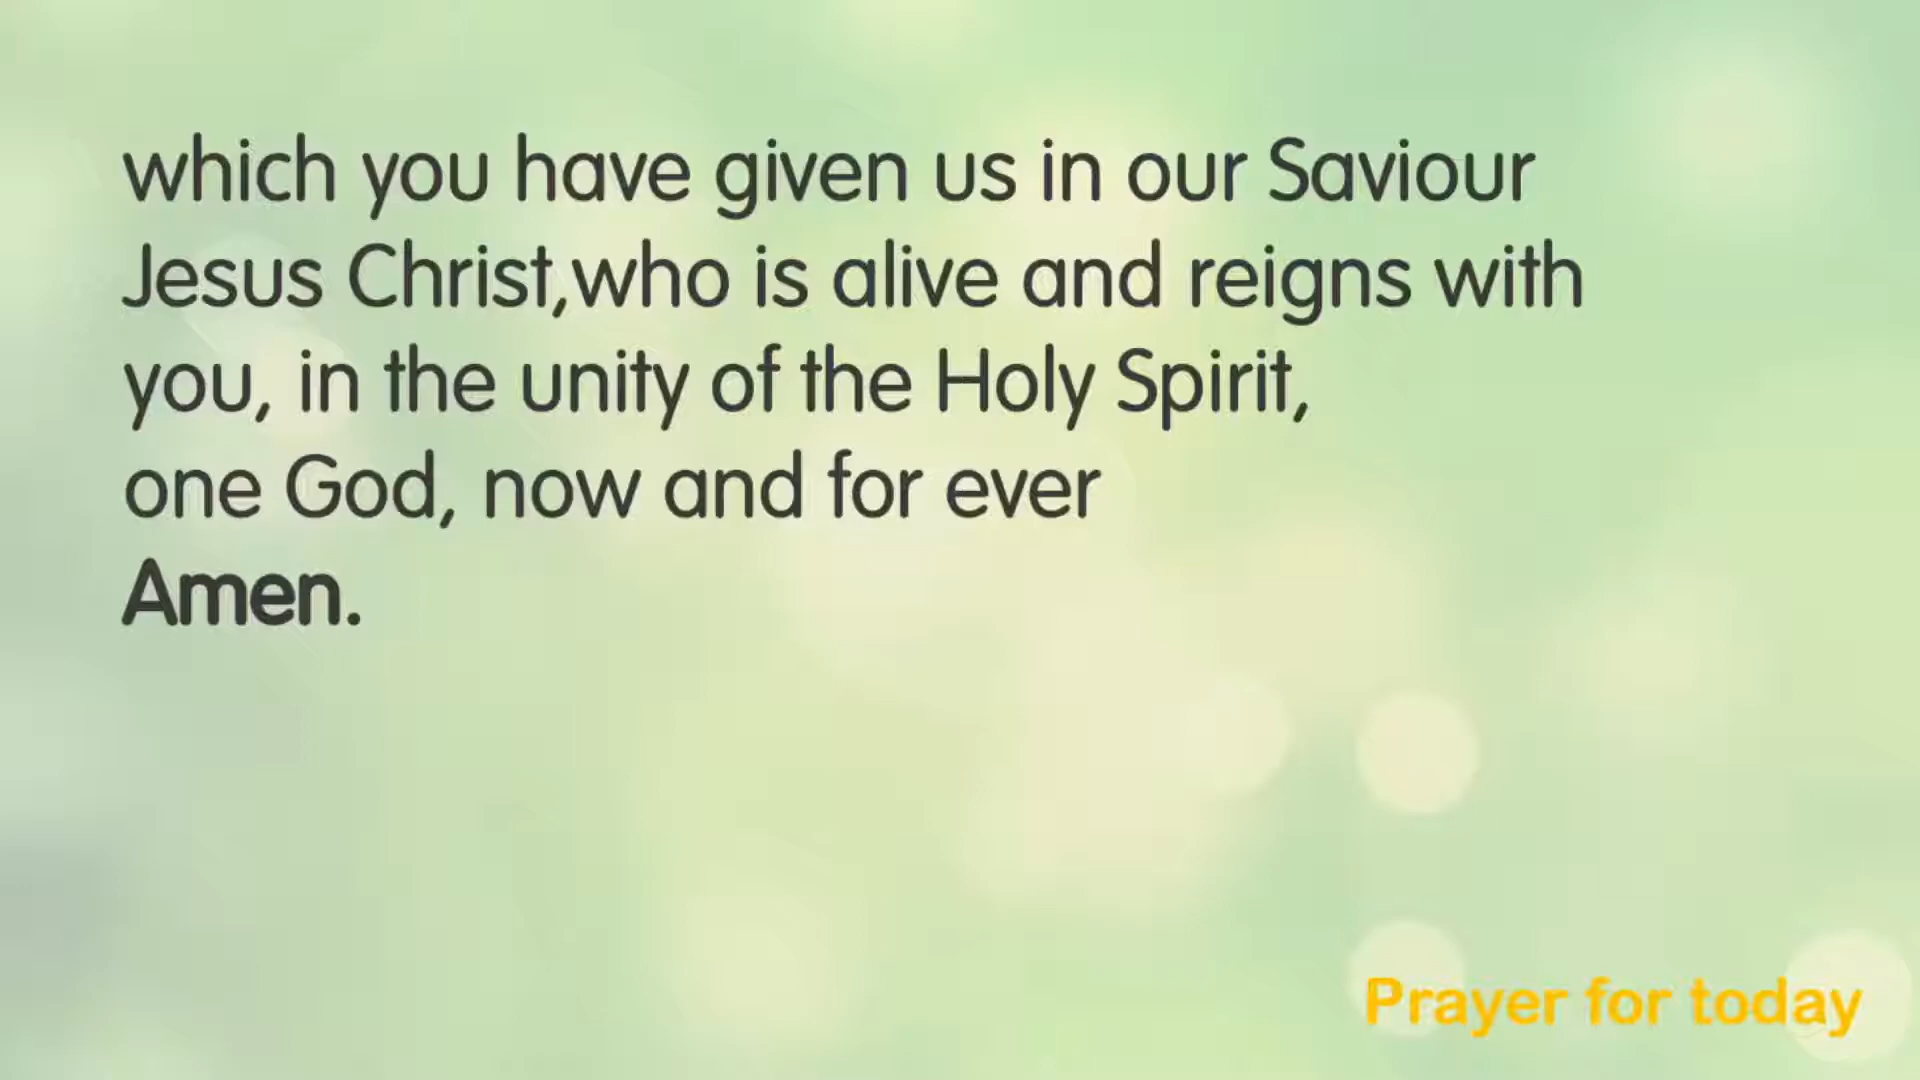 which you have given us in our Saviour
Jesus Christ,who is alive and reigns with
you, in the unity of the Holy Spirit,
one God, now and for ever
Amen.
Prayer for today